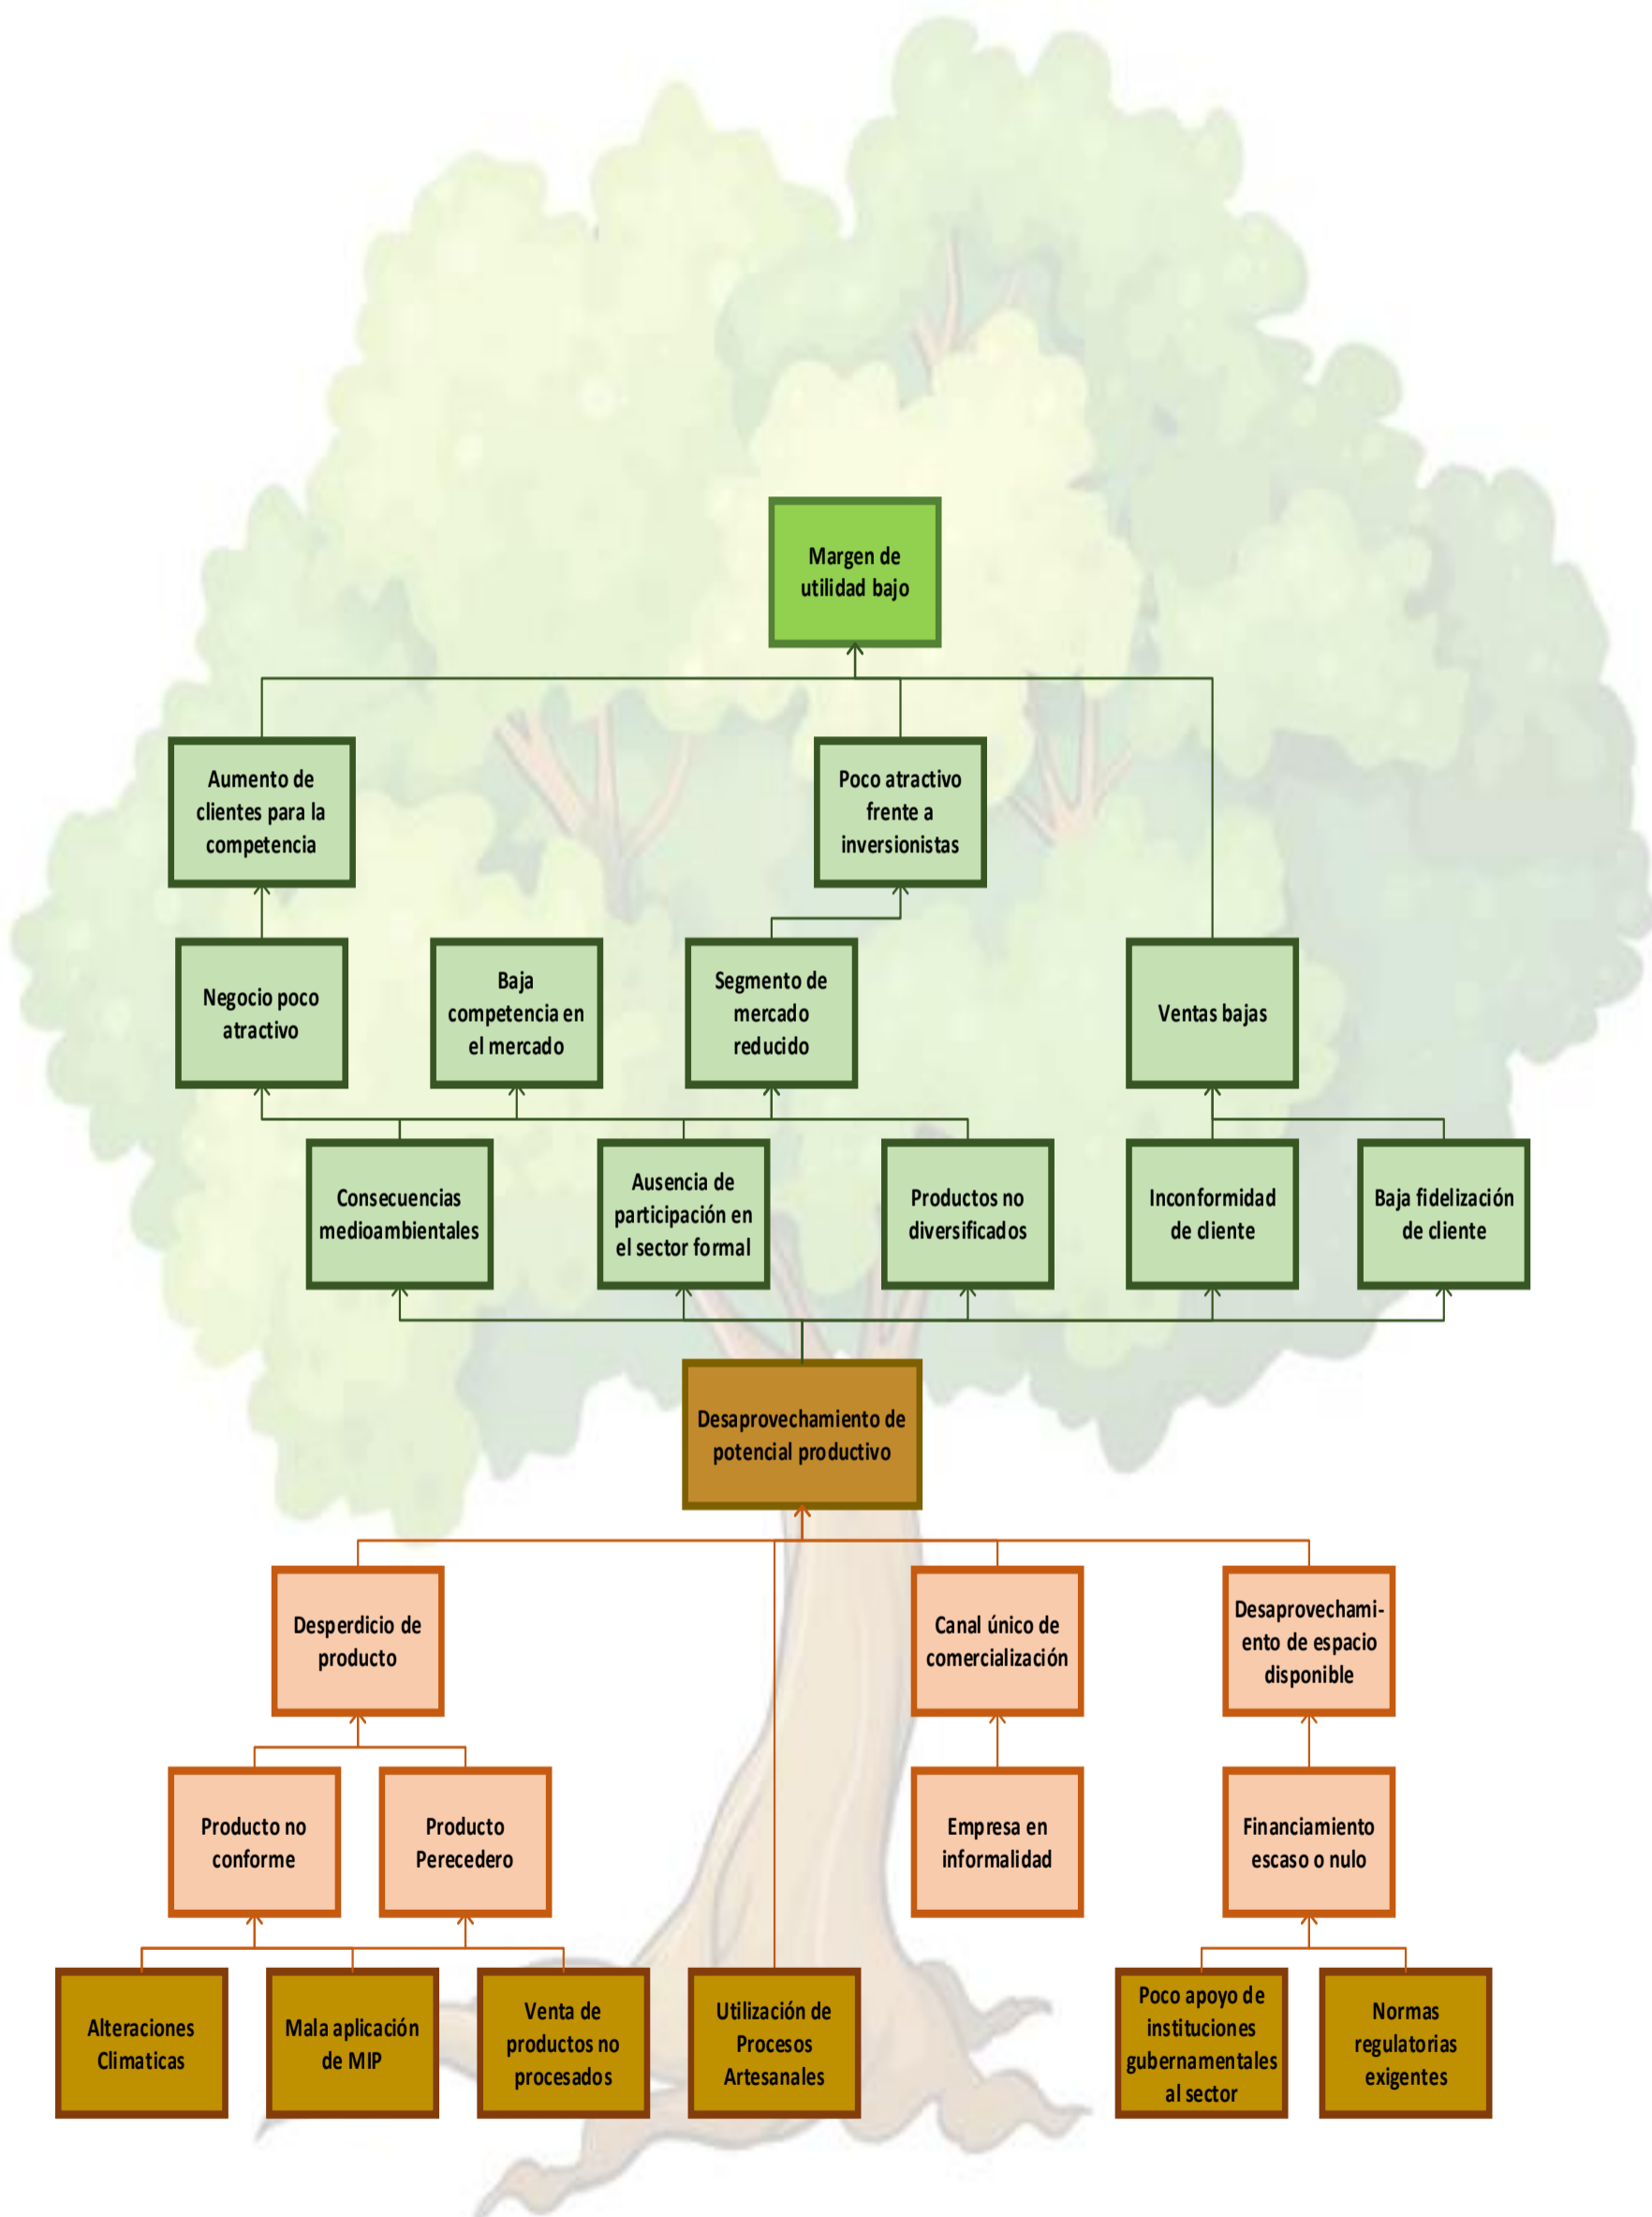 Margen de
utilidad bajo
Aumento de
clientes para la
competencia
Poco atractivo
frente a
inversionistas
Negocio poco
atractivo
Baja
competencia en
el mercado
Segmento de
mercado
reducido
Ventas bajas
Consecuencias
medioambientales
Ausencia de
participación en
el sector formal
Productos no
diversificados
Inconformidad
de cliente
Baja fidelización
de cliente
Desaprovechamiento de
potencial productivo
Desperdicio de
producto
Canal único de
comercialización
Desaprovechami-
ento de espacio
disponible
Producto no
conforme
Producto
Perecedero
Empresa en
informalidad
Financiamiento
escaso o nulo
Alteraciones
Climaticas
Mala aplicación
de MIP
Venta de
productos no
procesados
Utilización de
Procesos
Artesanales
Poco apoyo de
instituciones
gubernamentales
al sector
Normas
regulatorias
exigentes